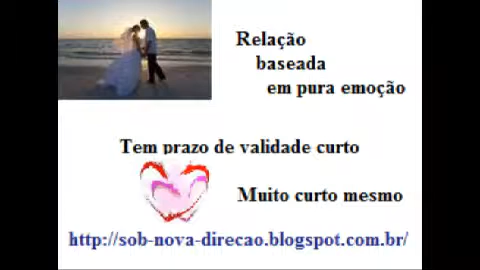 Relação
baseada
em pura emoção
Tem prazo de validade curto
Muito curto mesmo
http://sob-nova-direcao.blogspot.com.br/